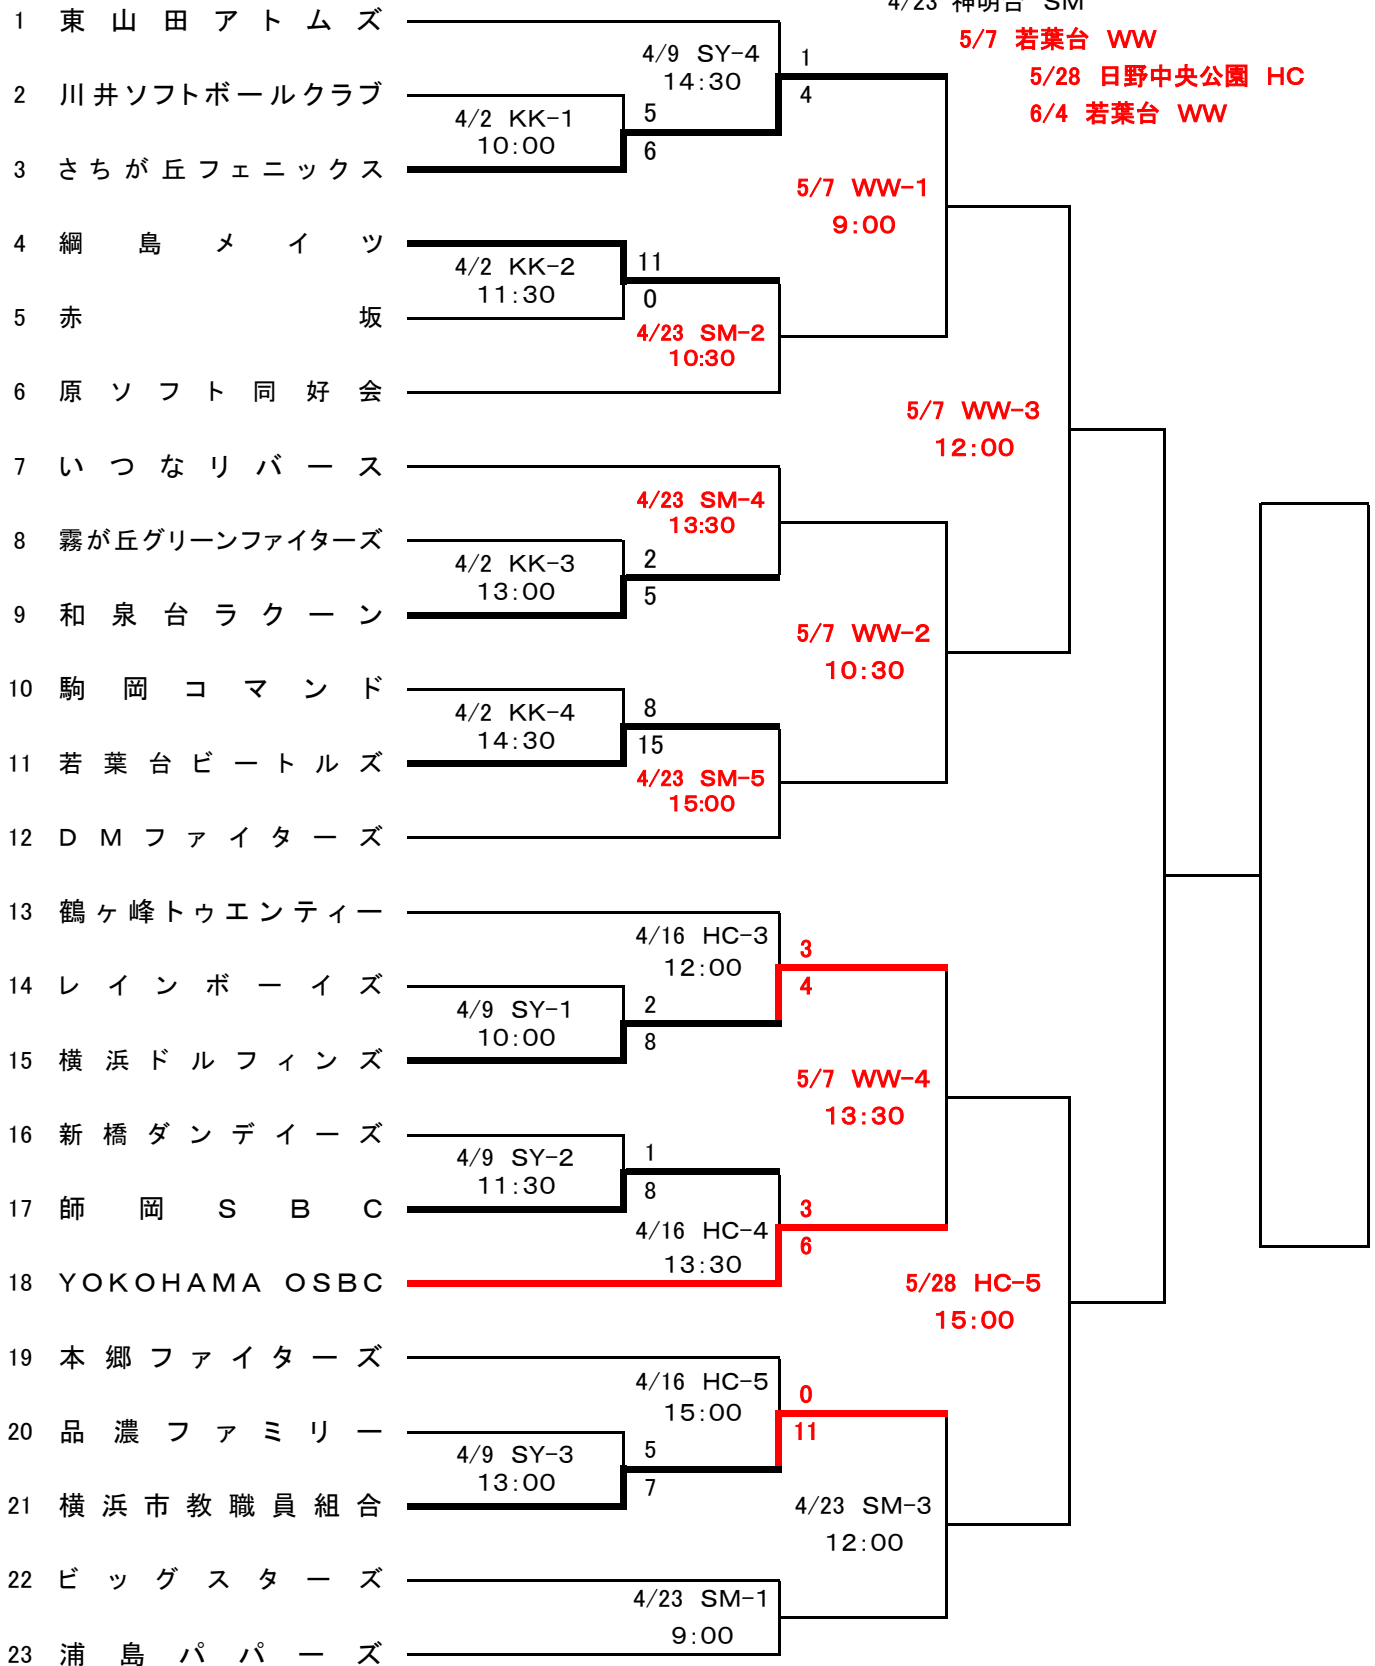 4/23 神明台 SM
1 東山田アトムズ
5/7 若葉台 WW
4/9 SY-4
1
14:30
5/28 日野中央公園 HC
2 川井ソフトボールクラブ
4
4/2 KK-1
5
6/4 若葉台 WW
10:00
6
3 さちが丘フェニックス
5/7 WW-1
9:00
4 綱島メイツ
4/2 KK-2
11
11:30
0
5 赤坂
4/23 SM-2
10:30
6 原ソフト同好会
5/7 WW-3
12:00
7 いつなリバース
4/23 SM-4
13:30
8 霧が丘グリーンファイターズ
4/2 KK-3
2
13:00
5
9 和泉台ラクーン
5/7 WW-2
10:30
10 駒岡コマンド
4/2 KK-4
8
14:30
15
11 若葉台ビートルズ
4/23 SM-5
15:00
12 DMファイターズ
13 鶴ヶ峰トゥエンティー
4/16 HC-3
3
12:00
14 レインボーイズ
4
4/9 SY-1
2
10:00
8
15 横浜ドルフィンズ
5/7 WW-4
13:30
16 新橋ダンデイーズ
4/9 SY-2
1
11:30
8
17 師岡SBC
3
4/16 HC-4
6
13:30
18 YOKOHAMA OSBC
5/28 HC-5
15:00
19 本郷ファイターズ
4/16 HC-5
0
15:00
20 品濃ファミリー
11
4/9 SY-3
5
13:00
7
21 横浜市教職員組合
4/23 SM-3
12:00
22 ビッグスターズ
4/23 SM-1
9:00
23 浦島パパーズ